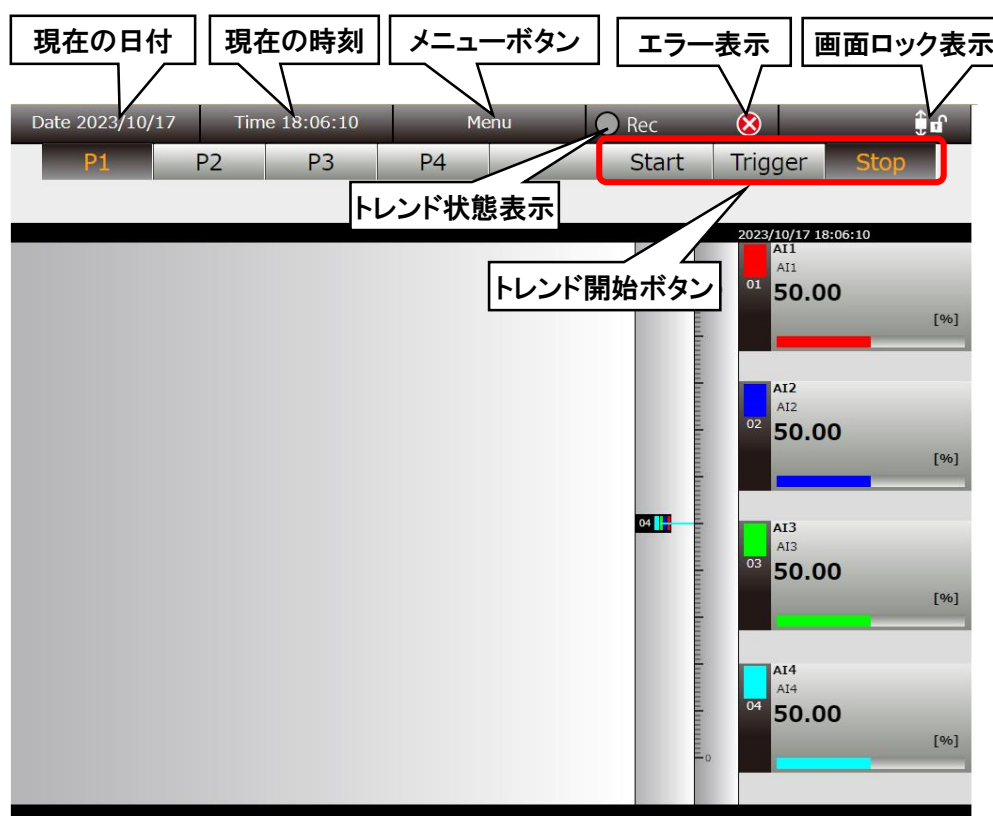 現在の日付
現在の時刻
メニューボタン
エラー表示
画面ロック表示
Date 2023/10/17
Time 18:06:10
Menu
Rec
P1
P2
P3
P4
Start
Trigger
Stop
トレンド状態表示
2023/10/17 18:06:10
トレンド開始ボタン
AI1
AI1
01
50.00
[%]
AI2
AI2
02
50.00
[%]
04
AI3
AI3
03
50.00
[%]
AI4
AI4
04
50.00
[%]
0